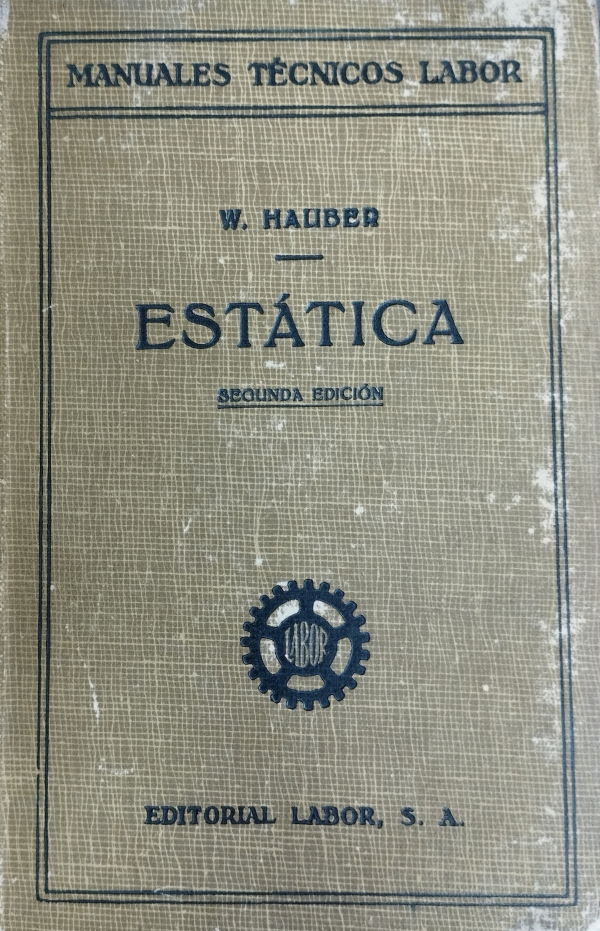 MANUALES TÉCNICOS LABOR
W. HAUBER
ESTÁTICA
SEGUNDA EDICIÓN
LABOR
EDITORIAL LABOR, S. A.